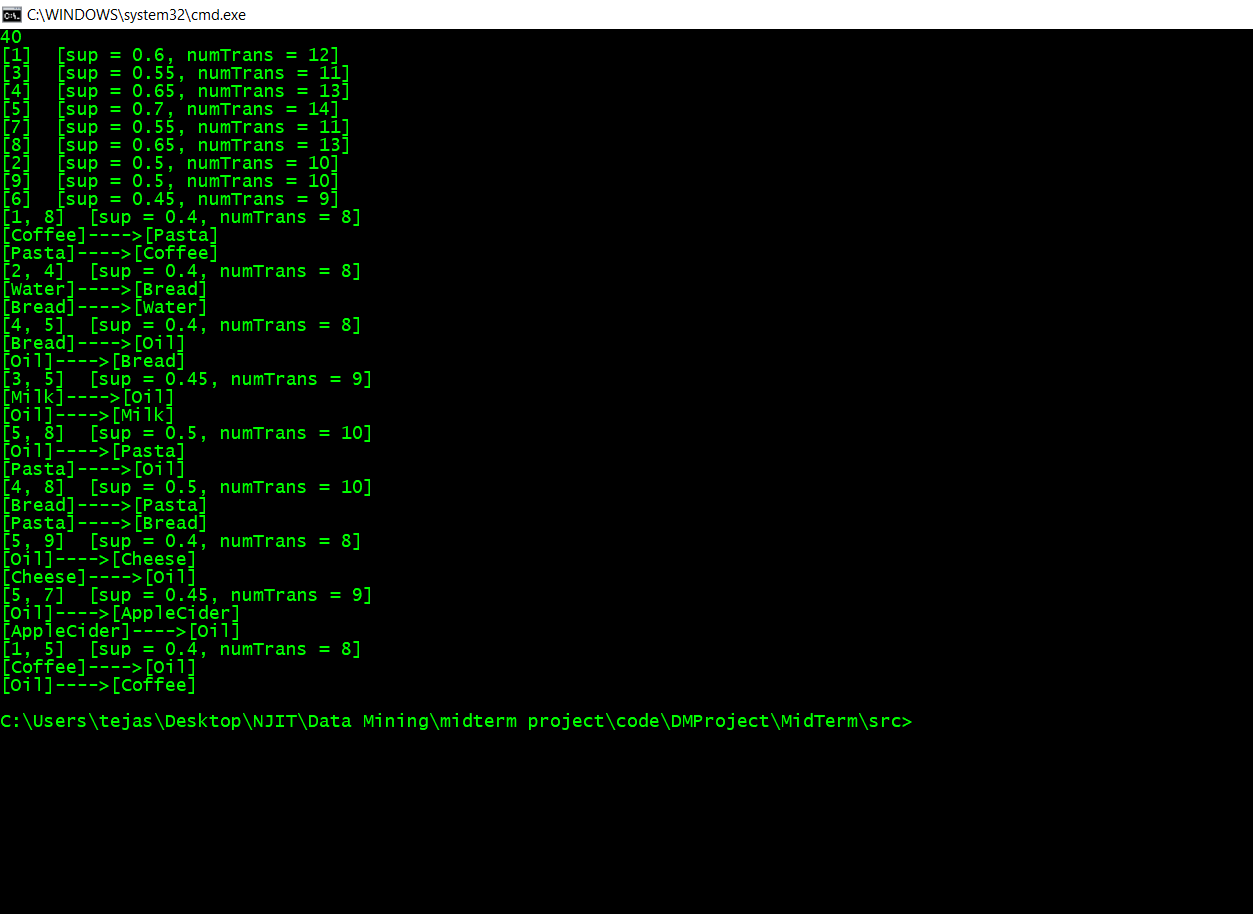 C:\WINDOWS\system32\cmd.exe
40
[1]  [sup = 0.6, numTrans = 12]
[3]  [sup = 0.55, numTrans = 11]
[4]  [sup = 0.65, numTrans = 13]
[5]  [sup = 0.7, numTrans = 14]
[7]  [sup = 0.55, numTrans = 11]
[8]  [sup = 0.65, numTrans = 13]
[2]  [sup = 0.5, numTrans = 10]
[9]  [sup = 0.5, numTrans = 10]
[6]  [sup = 0.45, numTrans = 9]
[1, 8]  [sup = 0.4, numTrans = 8]
[Coffee]---->[Pasta]
[Pasta]---->[Coffee]
[2, 4]  [sup = 0.4, numTrans = 8]
[Water]---->[Bread]
[Bread]---->[Water]
[4, 5]  [sup = 0.4, numTrans = 8]
[Bread]---->[Oil]
[Oil]---->[Bread]
[3, 5]  [sup = 0.45, numTrans = 9]
[Milk]---->[Oil]
[Oil]---->[Milk]
[5, 8]  [sup = 0.5, numTrans = 10]
[Oil]---->[Pasta]
[Pasta]---->[Oil]
[4, 8]  [sup = 0.5, numTrans = 10]
[Bread]---->[Pasta]
[Pasta]---->[Bread]
[5, 9]  [sup = 0.4, numTrans = 8]
[Oil]---->[Cheese]
[Cheese]---->[Oil]
[5, 7]  [sup = 0.45, numTrans = 9]
[Oil]---->[AppleCider]
[AppleCider]---->[Oil]
[1, 5]  [sup = 0.4, numTrans = 8]
[Coffee]---->[Oil]
[Oil]---->[Coffee]
C:\Users\tejas\Desktop\NJIT\Data Mining\midterm project\code\DMProject\MidTerm\src>